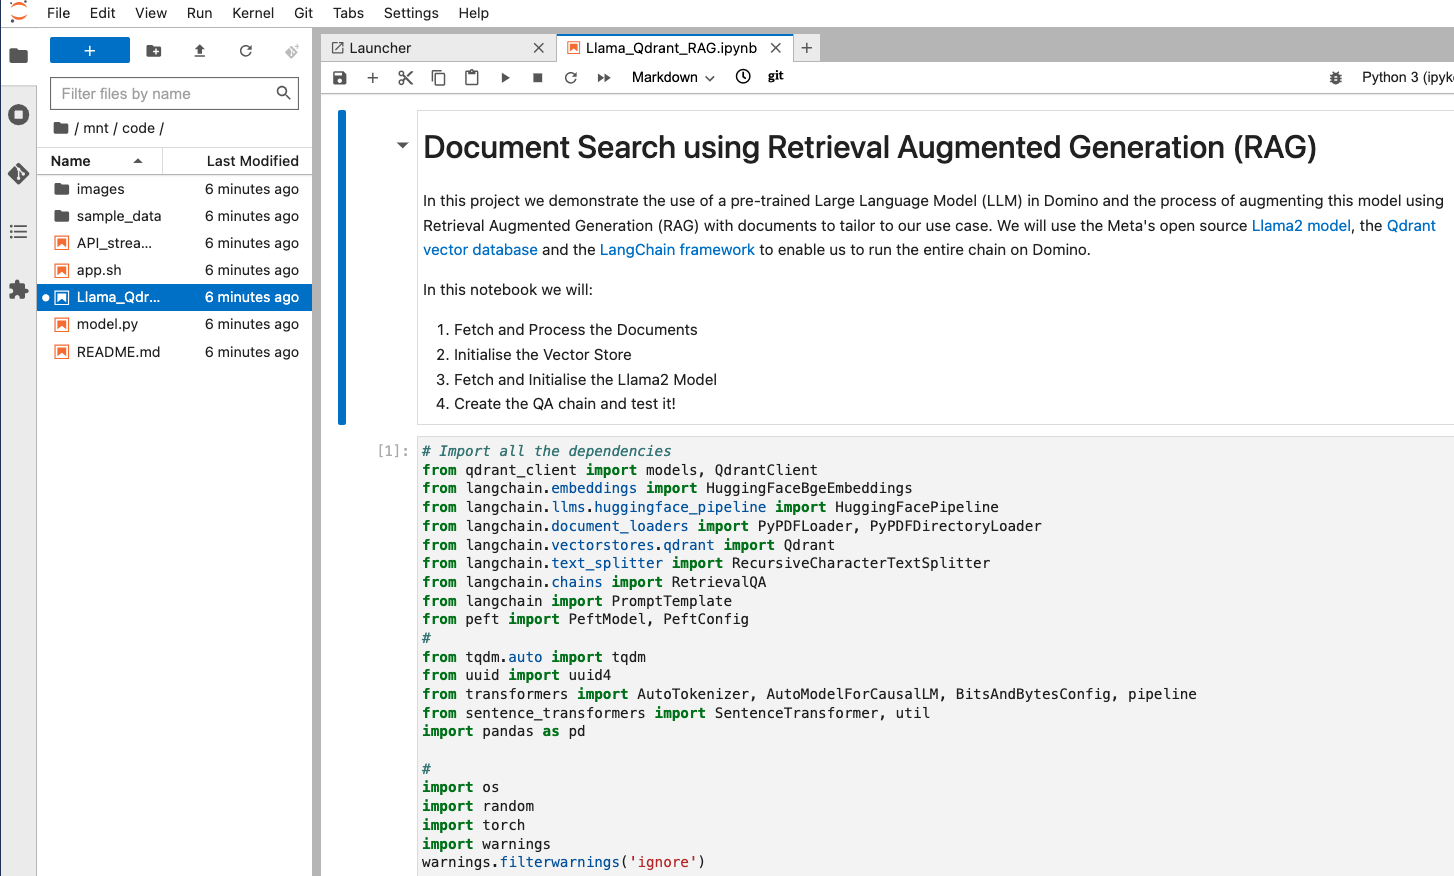 File Edit View Run Kernel Git Tabs Settings Help
Launcher
Llama_Qdrant_RAG.ipynb
Filter files by name
Markdown
git
Python 3 (ipyk
/ mnt / code /
Name Last Modified
images 6 minutes ago
sample_data 6 minutes ago
API_strea... 6 minutes ago
app.sh 6 minutes ago
Llama_Qdr... 6 minutes ago
model.py 6 minutes ago
README.md 6 minutes ago
Document Search using Retrieval Augmented Generation (RAG)
In this project we demonstrate the use of a pre-trained Large Language Model (LLM) in Domino and the process of augmenting this model using
Retrieval Augmented Generation (RAG) with documents to tailor to our use case. We will use the Meta's open source Llama2 model, the Qdrant
vector database and the LangChain framework to enable us to run the entire chain on Domino.
In this notebook we will:
1. Fetch and Process the Documents
2. Initialise the Vector Store
3. Fetch and Initialise the Llama2 Model
4. Create the QA chain and test it!
[1]:
# Import all the dependencies
from qdrant_client import models, QdrantClient
from langchain.embeddings import HuggingFaceBgeEmbeddings
from langchain.llms.huggingface_pipeline import HuggingFacePipeline
from langchain.document_loaders import PyPDFLoader, PyPDFDirectoryLoader
from langchain.vectorstores.qdrant import Qdrant
from langchain.text_splitter import RecursiveCharacterTextSplitter
from langchain.chains import RetrievalQA
from langchain import PromptTemplate
from peft import PeftModel, PeftConfig
#
from tqdm.auto import tqdm
from uuid import uuid4
from transformers import AutoTokenizer, AutoModelForCausalLM, BitsAndBytesConfig, pipeline
from sentence_transformers import SentenceTransformer, util
import pandas as pd
#
import os
import random
import torch
import warnings
warnings.filterwarnings('ignore')